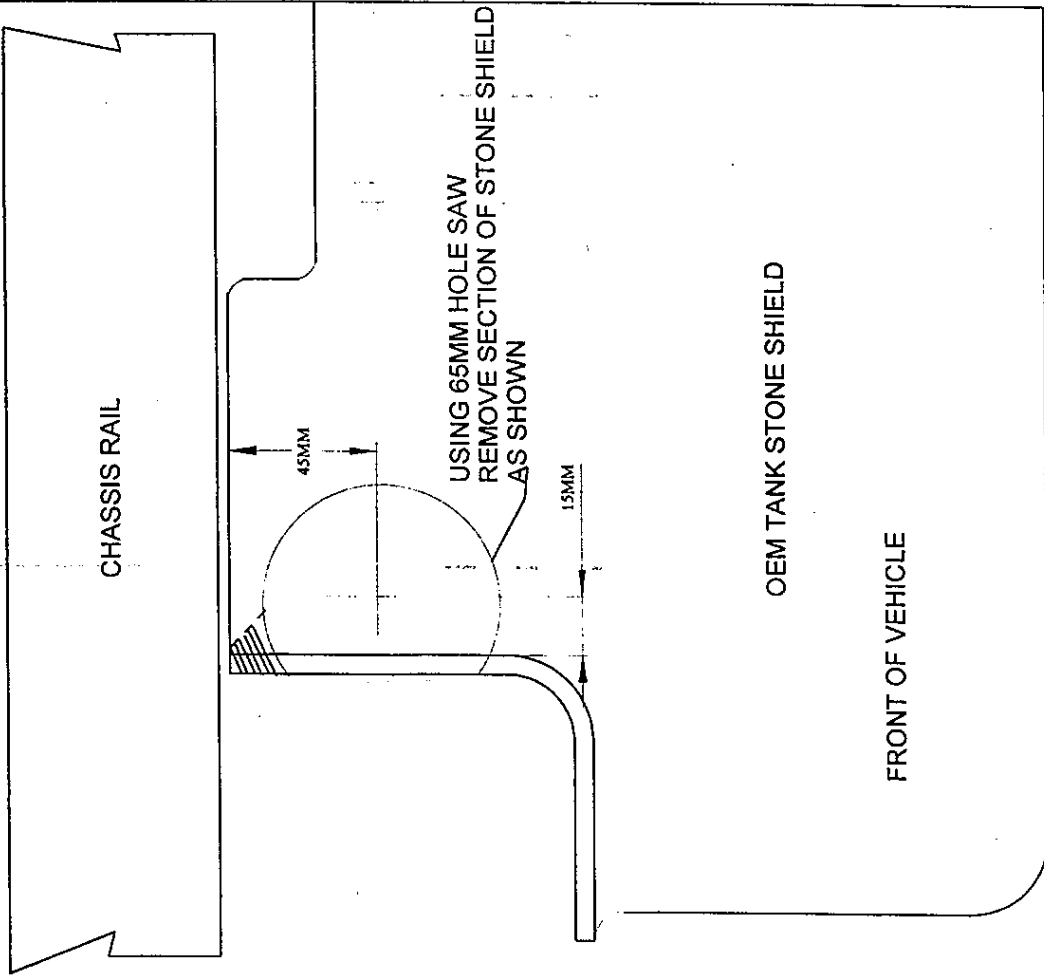 CHASSIS RAIL
45MM
USING 65MM HOLE SAW
REMOVE SECTION OF STONE SHIELD
AS SHOWN
15MM
OEM TANK STONE SHIELD
FRONT OF VEHICLE